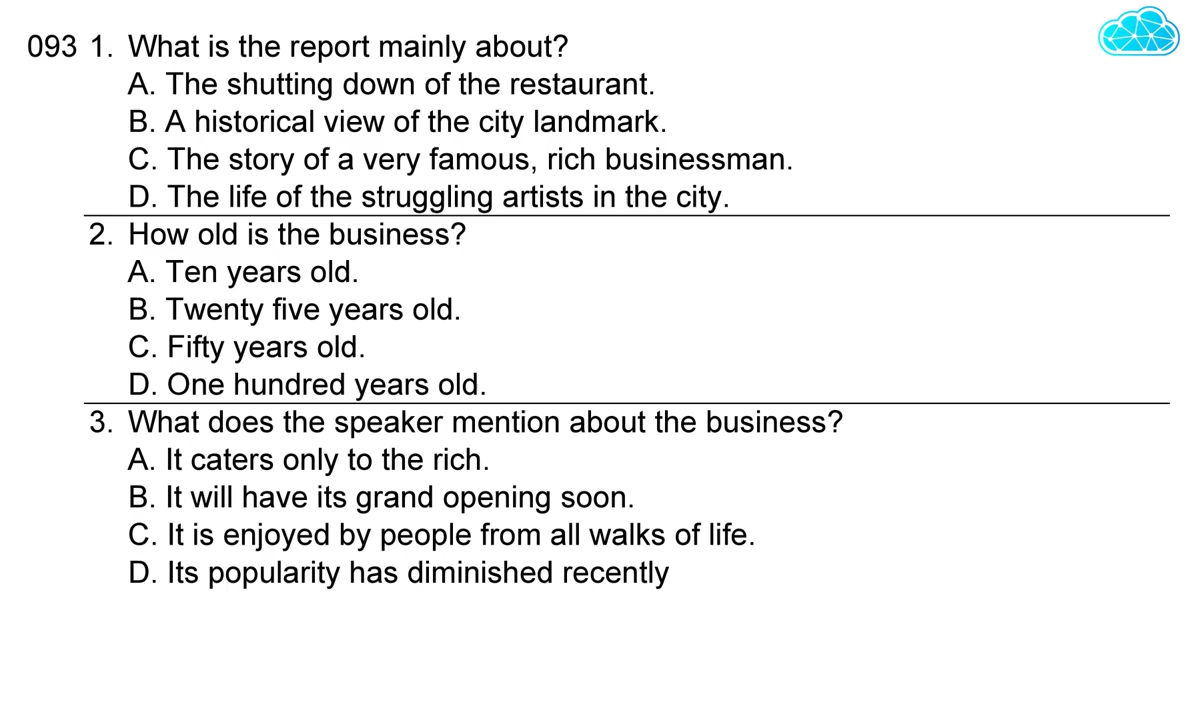 093 1. What is the report mainly about?
A. The shutting down of the restaurant.
B. A historical view of the city landmark.
C. The story of a very famous, rich businessman.
D. The life of the struggling artists in the city.
2. How old is the business?
A. Ten years old.
B. Twenty five years old.
C. Fifty years old.
D. One hundred years old.
3. What does the speaker mention about the business?
A. It caters only to the rich.
B. It will have its grand opening soon.
C. It is enjoyed by people from all walks of life.
D. Its popularity has diminished recently